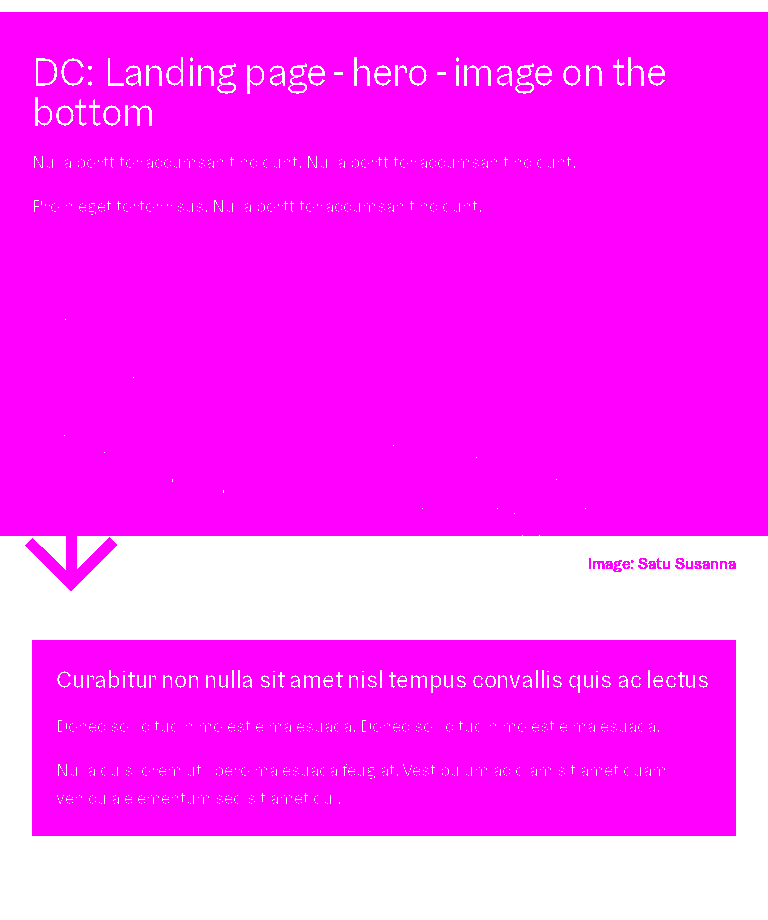 DC: Landing page - hero - image on the
bottom
Nulla porttitor accumsan tincidunt. Nulla porttitor accumsan tincidunt.
Proin eget tortor risus. Nulla porttitor accumsan tincidunt.
Image: Satu Susanna
Curabitur non nulla sit amet nisl tempus convallis quis ac lectus
Donec sollicitudin molestie malesuada. Donec sollicitudin molestie malesuada.
Nulla quis lorem ut libero malesuada feugiat. Vestibulum ac diam sit amet quam
vehicula elementum sed sit amet dui.